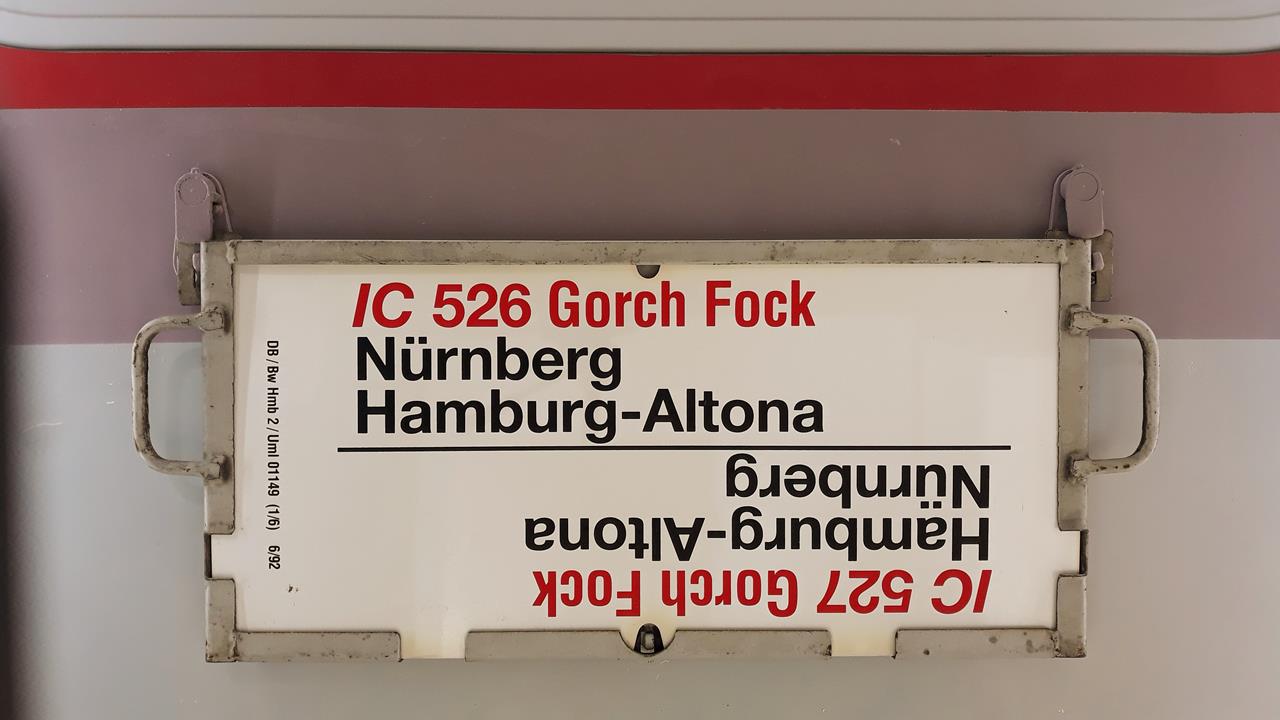 IC 526 Gorch Fock
Nürnberg
Hamburg-Altona
IC 527 Gorch Fock
Hamburg-Altona
Nürnberg
DB / Bw Hmb 2 / Uml 01149 (1/6) 6/92